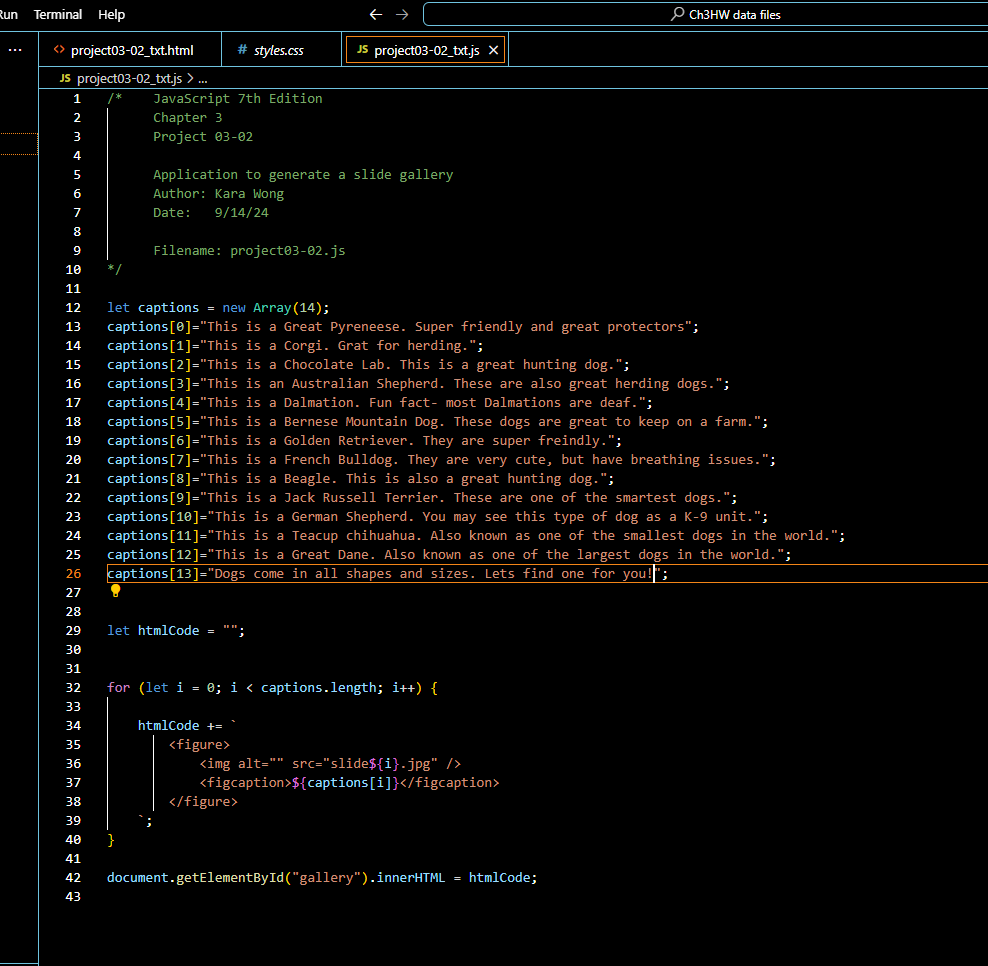 Run Terminal Help ← → Ch3HW data files
... <> project03-02_txt.html # styles.css JS project03-02_txt.js ×
JS project03-02_txt.js > ...
1 /* JavaScript 7th Edition
2 Chapter 3
3 Project 03-02
4
5 Application to generate a slide gallery
6 Author: Kara Wong
7 Date: 9/14/24
8
9 Filename: project03-02.js
10 */
11
12 let captions = new Array(14);
13 captions[0]="This is a Great Pyreneese. Super friendly and great protectors";
14 captions[1]="This is a Corgi. Grat for herding.";
15 captions[2]="This is a Chocolate Lab. This is a great hunting dog.";
16 captions[3]="This is an Australian Shepherd. These are also great herding dogs.";
17 captions[4]="This is a Dalmation. Fun fact- most Dalmations are deaf.";
18 captions[5]="This is a Bernese Mountain Dog. These dogs are great to keep on a farm.";
19 captions[6]="This is a Golden Retriever. They are super freindly.";
20 captions[7]="This is a French Bulldog. They are very cute, but have breathing issues.";
21 captions[8]="This is a Beagle. This is also a great hunting dog.";
22 captions[9]="This is a Jack Russell Terrier. These are one of the smartest dogs.";
23 captions[10]="This is a German Shepherd. You may see this type of dog as a K-9 unit.";
24 captions[11]="This is a Teacup chihuahua. Also known as one of the smallest dogs in the world.";
25 captions[12]="This is a Great Dane. Also known as one of the largest dogs in the world.";
26 captions[13]="Dogs come in all shapes and sizes. Lets find one for you!";
27
28
29 let htmlCode = "";
30
31
32 for (let i = 0; i < captions.length; i++) {
33
34 htmlCode += `
35 <figure>
36 <img alt="" src="slide${i}.jpg" />
37 <figcaption>${captions[i]}</figcaption>
38 </figure>
39 `;
40 }
41
42 document.getElementById("gallery").innerHTML = htmlCode;
43